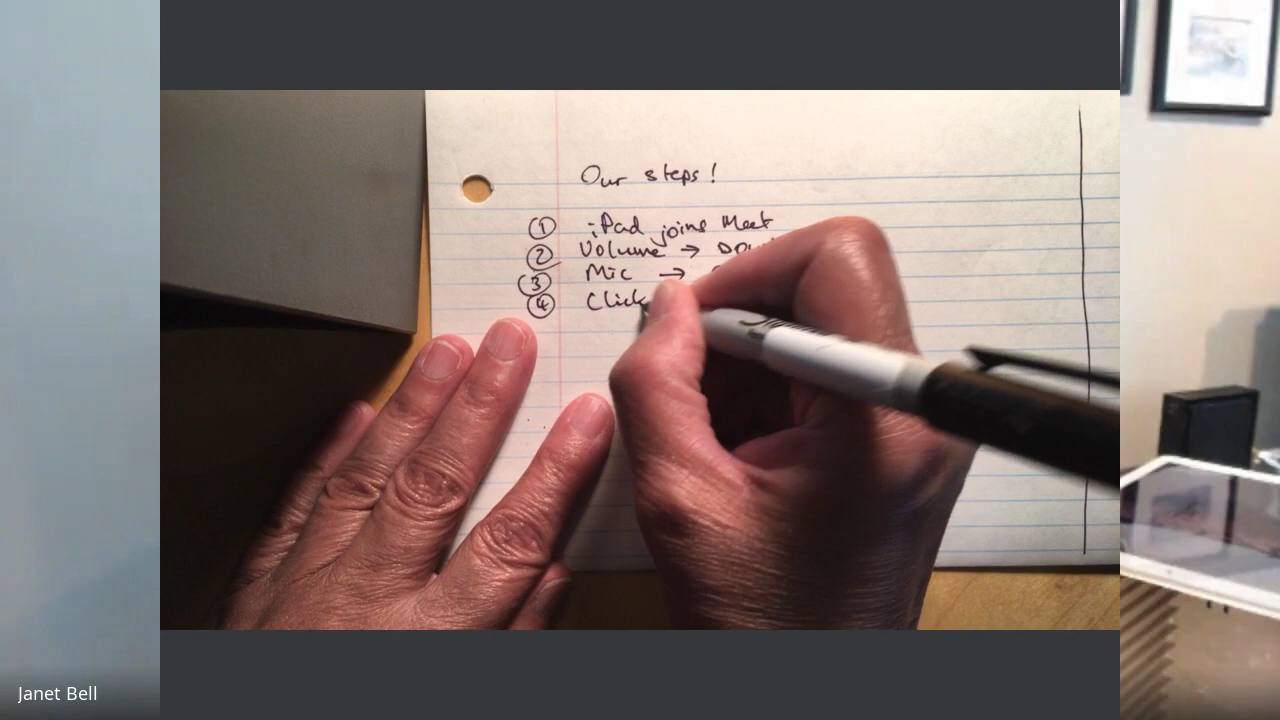 Our steps!
① iPad joins Meet
② Volume →
③ Mic →
④ Click
Janet Bell